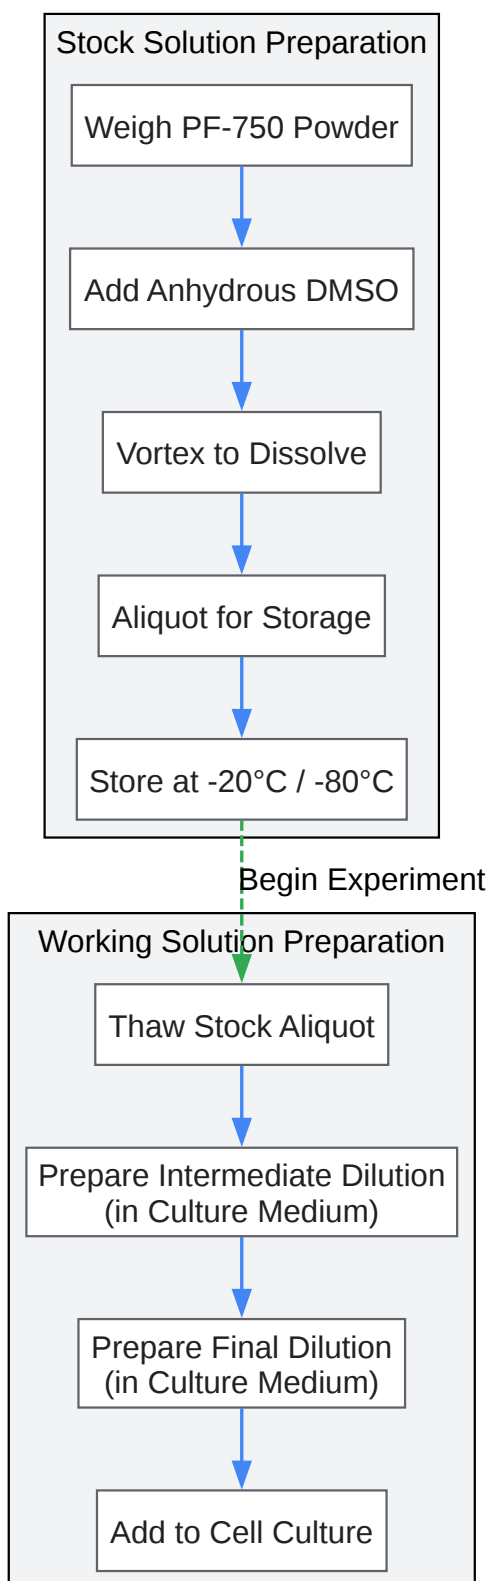 Stock Solution Preparation
Weigh PF-750 Powder
Add Anhydrous DMSO
Vortex to Dissolve
Aliquot for Storage
Store at -20°C / -80°C
Begin Experiment
Working Solution Preparation
Thaw Stock Aliquot
Prepare Intermediate Dilution
(in Culture Medium)
Prepare Final Dilution
(in Culture Medium)
Add to Cell Culture